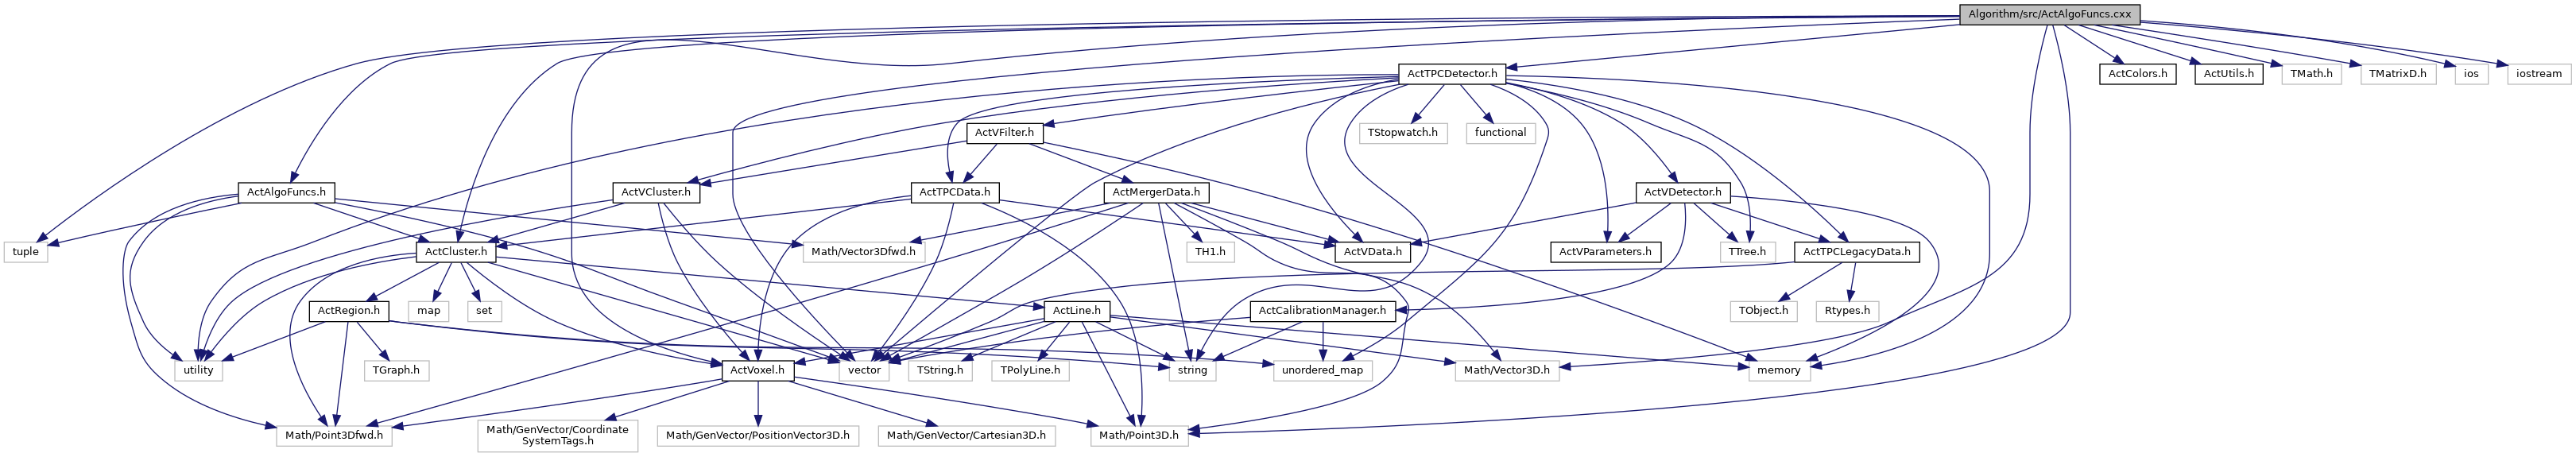 Algorithm/src/ActAlgoFuncs.cxx
ActTPCDetector.h
ActColors.h
ActUtils.h
TMath.h
TMatrixD.h
ios
iostream
ActVFilter.h
TStopwatch.h
functional
ActAlgoFuncs.h
ActVCluster.h
ActTPCData.h
ActMergerData.h
ActVDetector.h
tuple
ActCluster.h
Math/Vector3Dfwd.h
TH1.h
ActVData.h
ActVParameters.h
TTree.h
ActTPCLegacyData.h
ActRegion.h
map
set
ActLine.h
ActCalibrationManager.h
TObject.h
Rtypes.h
utility
TGraph.h
ActVoxel.h
vector
TString.h
TPolyLine.h
string
unordered_map
Math/Vector3D.h
memory
Math/Point3Dfwd.h
Math/GenVector/Coordinate
SystemTags.h
Math/GenVector/PositionVector3D.h
Math/GenVector/Cartesian3D.h
Math/Point3D.h